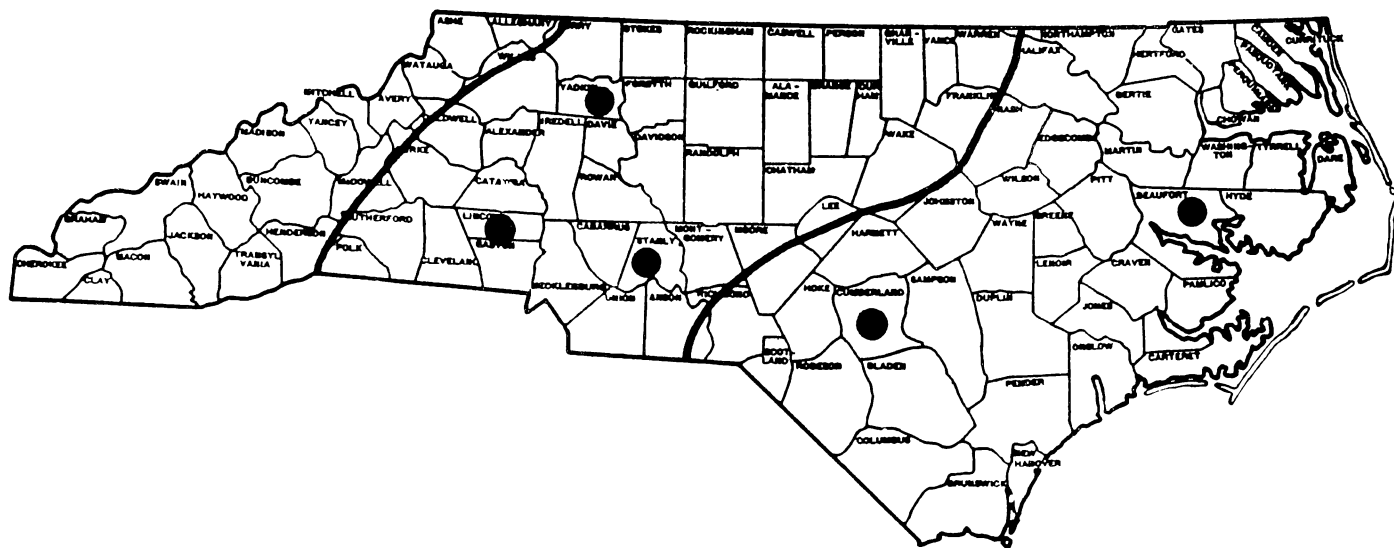 ASHE
ALLEGHANY
SURRY
STOKES
ROCKINGHAM
CASWELL
PERSON
GRAN-
VILLE
VANCE
WARREN
NORTHAMPTON
GATES
CAMDEN
CURRITUCK
PASQUOTANK
PERQUIMANS
HALIFAX
HERTFORD
WATAUGA
WILKES
YADKIN
FORSYTH
GUILFORD
ALA-
MANCE
ORANGE
DUR-
HAM
FRANKLIN
NASH
BERTIE
CHOWAN
MITCHELL
AVERY
CALDWELL
ALEXANDER
IREDELL
DAVIE
DAVIDSON
WAKE
EDGECOMBE
MARTIN
WASHING-
TON
TYRRELL
DARE
MADISON
YANCEY
BURKE
RANDOLPH
CHATHAM
WILSON
PITT
SWAIN
HAYWOOD
BUNCOMBE
McDOWELL
CATAWBA
ROWAN
LEE
JOHNSTON
BEAUFORT
HYDE
GRAHAM
JACKSON
HENDERSON
RUTHERFORD
LINCOLN
CABARRUS
STANLY
MONT-
GOMERY
MOORE
HARNETT
WAYNE
GREENE
CHEROKEE
CLAY
MACON
TRANSYL
VANIA
POLK
CLEVELAND
GASTON
MECKLENBURG
UNION
ANSON
RICHMOND
HOKE
CUMBERLAND
SAMPSON
LENOIR
CRAVEN
PAMLICO
DUPLIN
JONES
SCOT-
LAND
ROBESON
BLADEN
ONSLOW
CARTERET
PENDER
COLUMBUS
NEW
HANOVER
BRUNSWICK